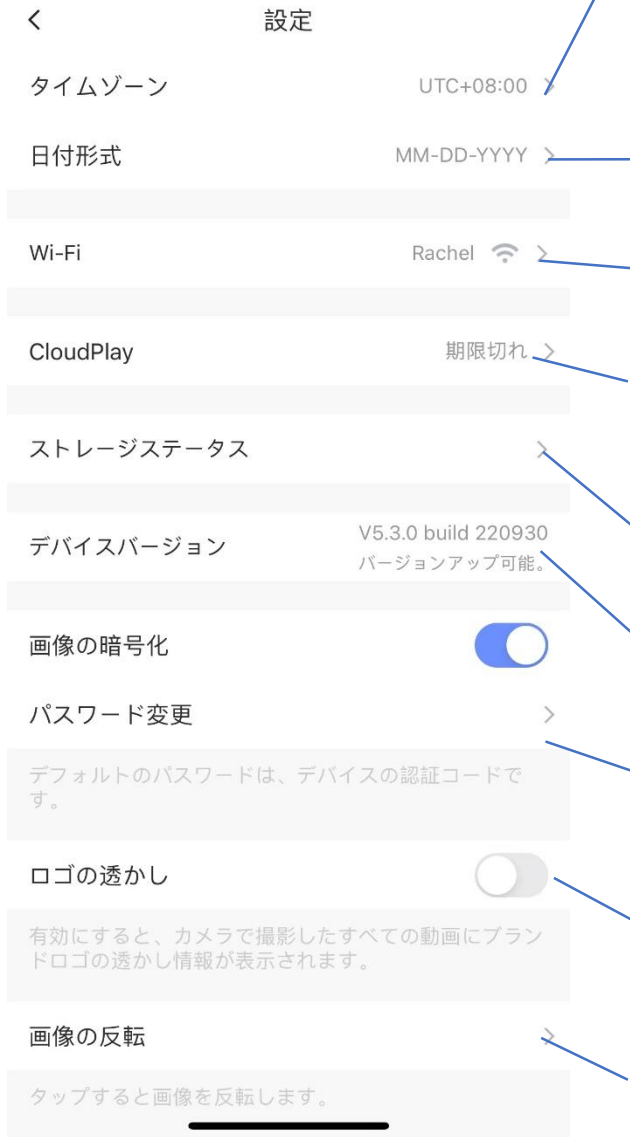 設定
タイムゾーン UTC+08:00
日付形式 MM-DD-YYYY
Wi-Fi Rachel
CloudPlay 期限切れ
ストレージステータス
デバイスバージョン V5.3.0 build 220930
バージョンアップ可能。
画像の暗号化
パスワード変更
デフォルトのパスワードは、デバイスの認証コードで
す。
ロゴの透かし
有効にすると、カメラで撮影したすべての動画にブラン
ドロゴの透かし情報が表示されます。
画像の反転
タップすると画像を反転します。